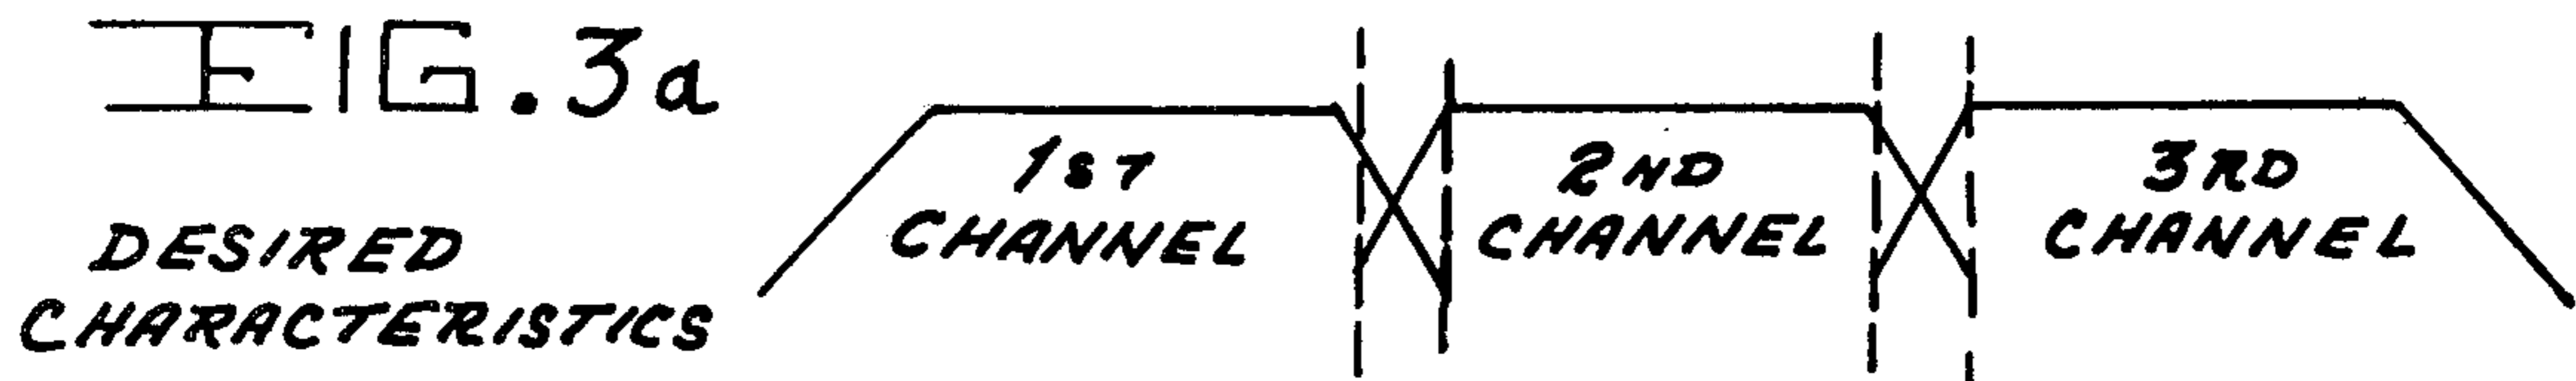 FIG. 3a
DESIRED
CHARACTERISTICS
1ST
CHANNEL
2ND
CHANNEL
3RD
CHANNEL